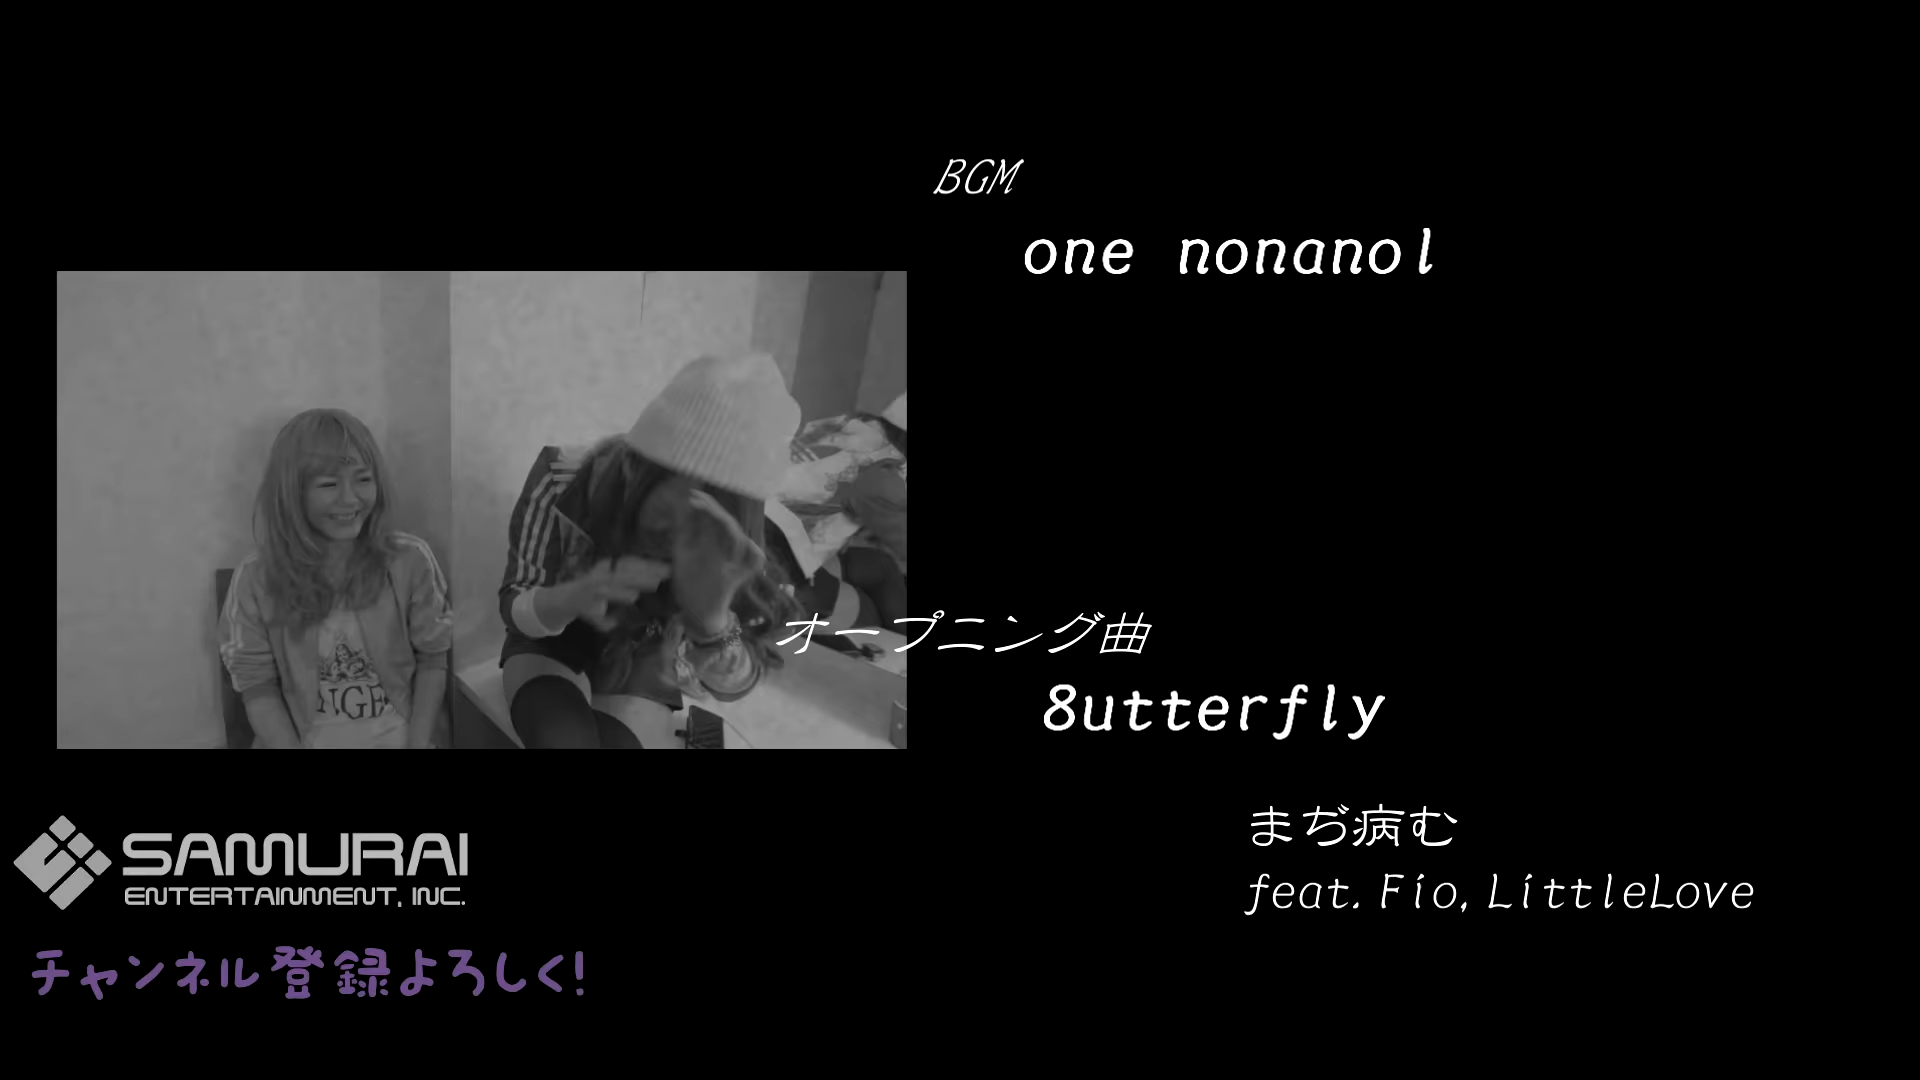 BGM
one nonanol
オープニング曲
8utterfly
まぢ病む
feat. Fio, LittleLove
SAMURAI
ENTERTAINMENT, INC.
チャンネル登録よろしく!